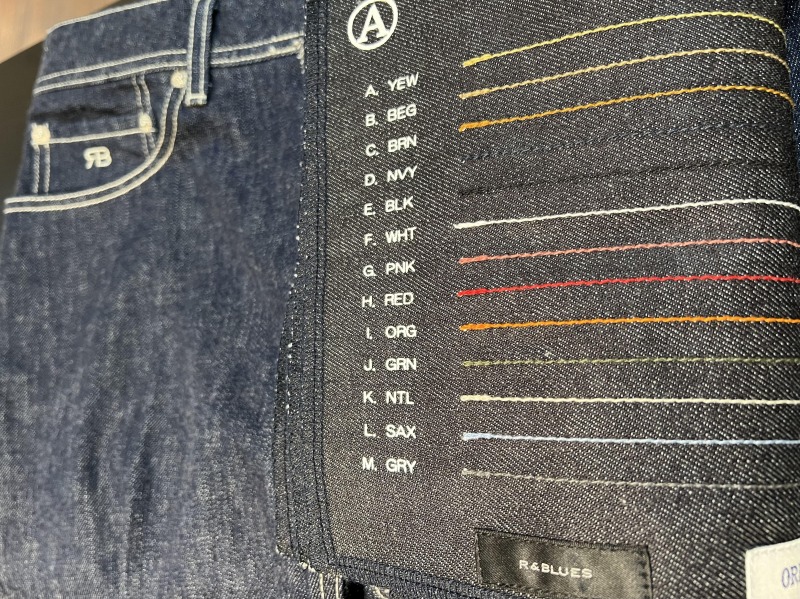 A
A. YEW
B. BEG
C. BRN
D. NVY
E. BLK
F. WHT
G. PNK
H. RED
I. ORG
J. GRN
K. NTL
L. SAX
M. GRY
RB
R & BLUES